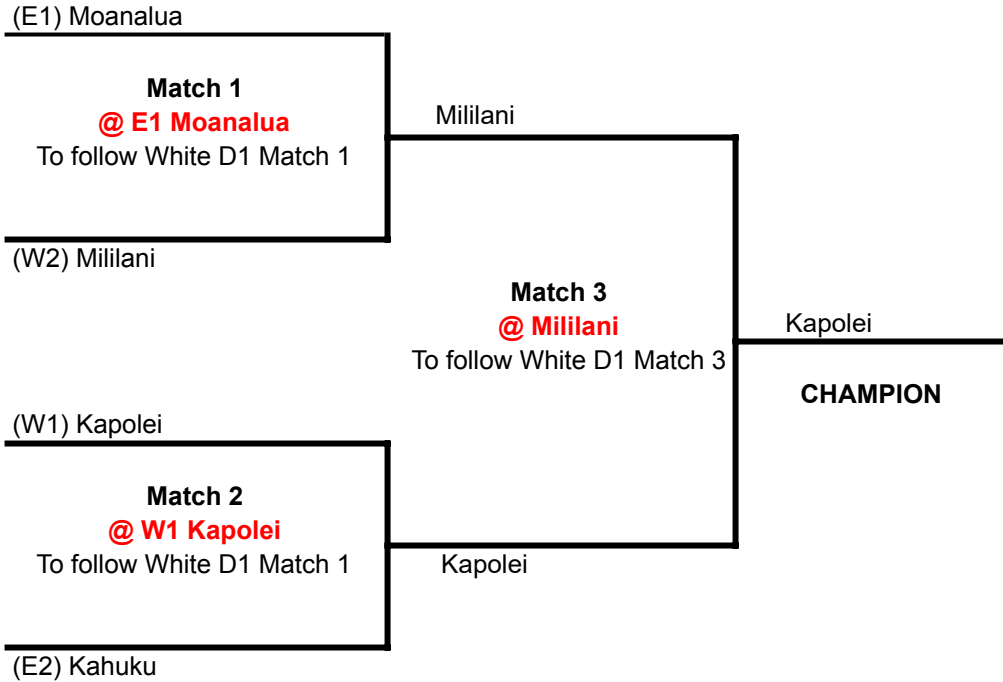 (E1) Moanalua
Match 1
@ E1 Moanalua
To follow White D1 Match 1
Mililani
(W2) Mililani
Match 3
@ Mililani
To follow White D1 Match 3
Kapolei
CHAMPION
(W1) Kapolei
Match 2
@ W1 Kapolei
To follow White D1 Match 1
Kapolei
(E2) Kahuku